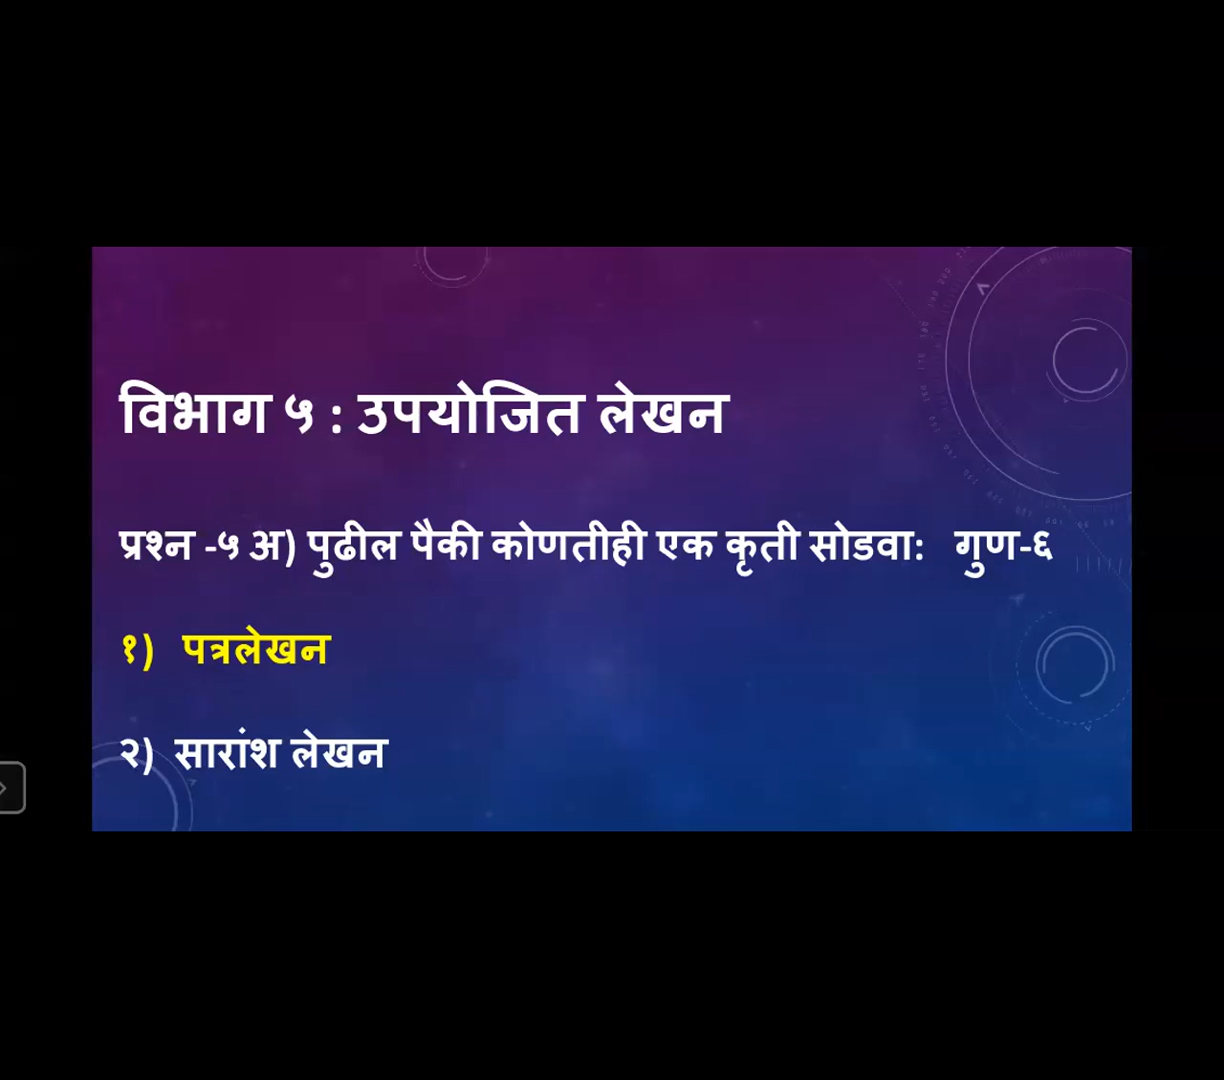 विभाग ५ : उपयोजित लेखन
प्रश्न -५ अ) पुढील पैकी कोणतीही एक कृती सोडवा: गुण-६
१) पत्रलेखन
२) सारांश लेखन